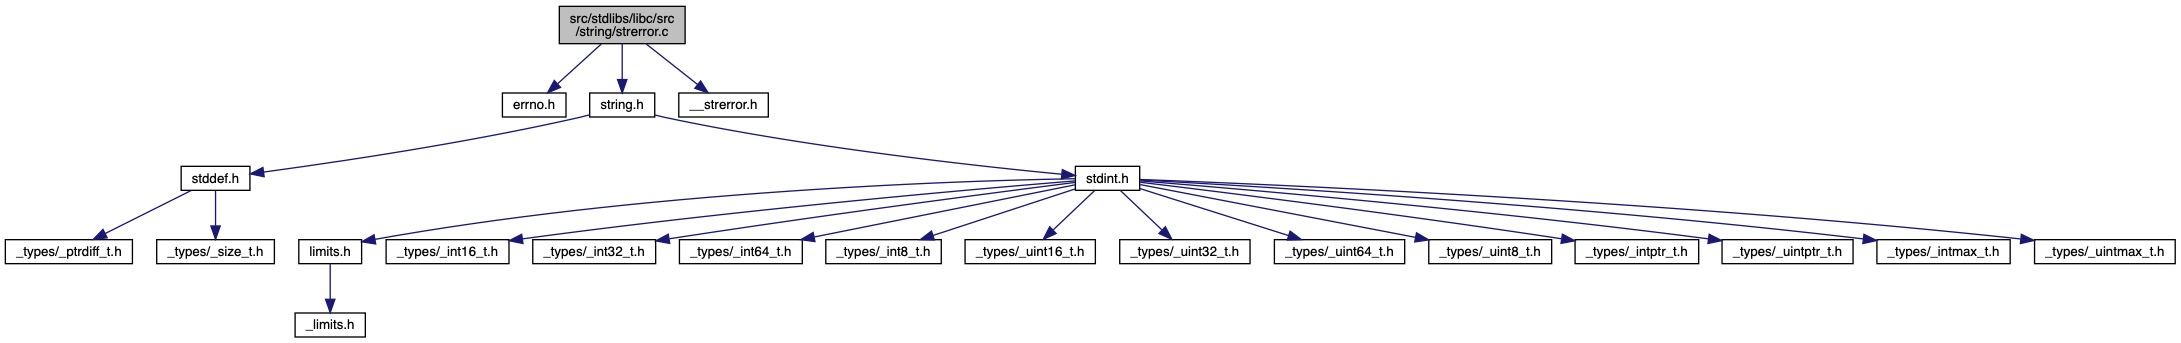 src/stdlibs/libc/src
/string/strerror.c
errno.h
string.h
__strerror.h
stddef.h
stdint.h
_types/_ptrdiff_t.h
_types/_size_t.h
limits.h
_types/_int16_t.h
_types/_int32_t.h
_types/_int64_t.h
_types/_int8_t.h
_types/_uint16_t.h
_types/_uint32_t.h
_types/_uint64_t.h
_types/_uint8_t.h
_types/_intptr_t.h
_types/_uintptr_t.h
_types/_intmax_t.h
_types/_uintmax_t.h
_limits.h